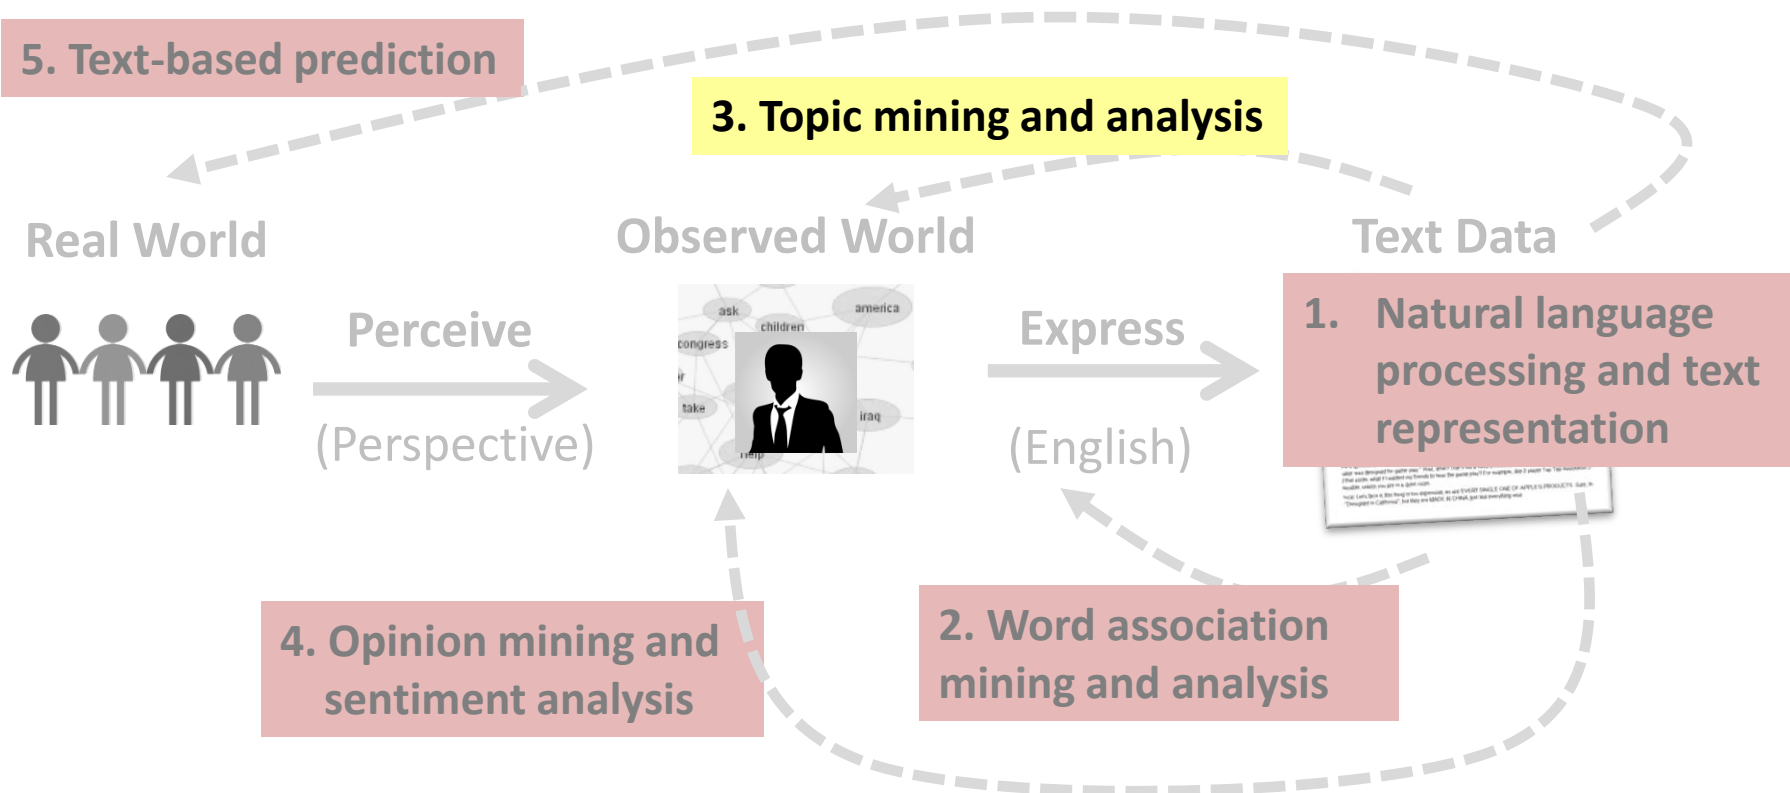 5. Text-based prediction
3. Topic mining and analysis
Real World
Observed World
Text Data
Perceive
(Perspective)
ask
america
children
congress
take
iraq
Express
(English)
1. Natural language
processing and text
representation
4. Opinion mining and
sentiment analysis
2. Word association
mining and analysis